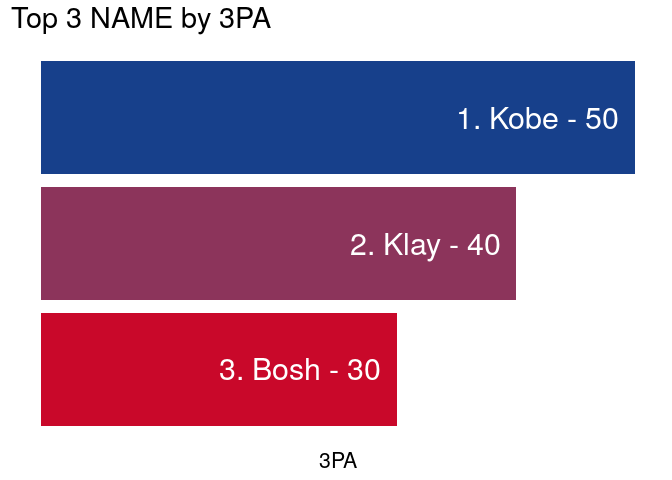 Top 3 NAME by 3PA
1. Kobe - 50
2. Klay - 40
3. Bosh - 30
3PA